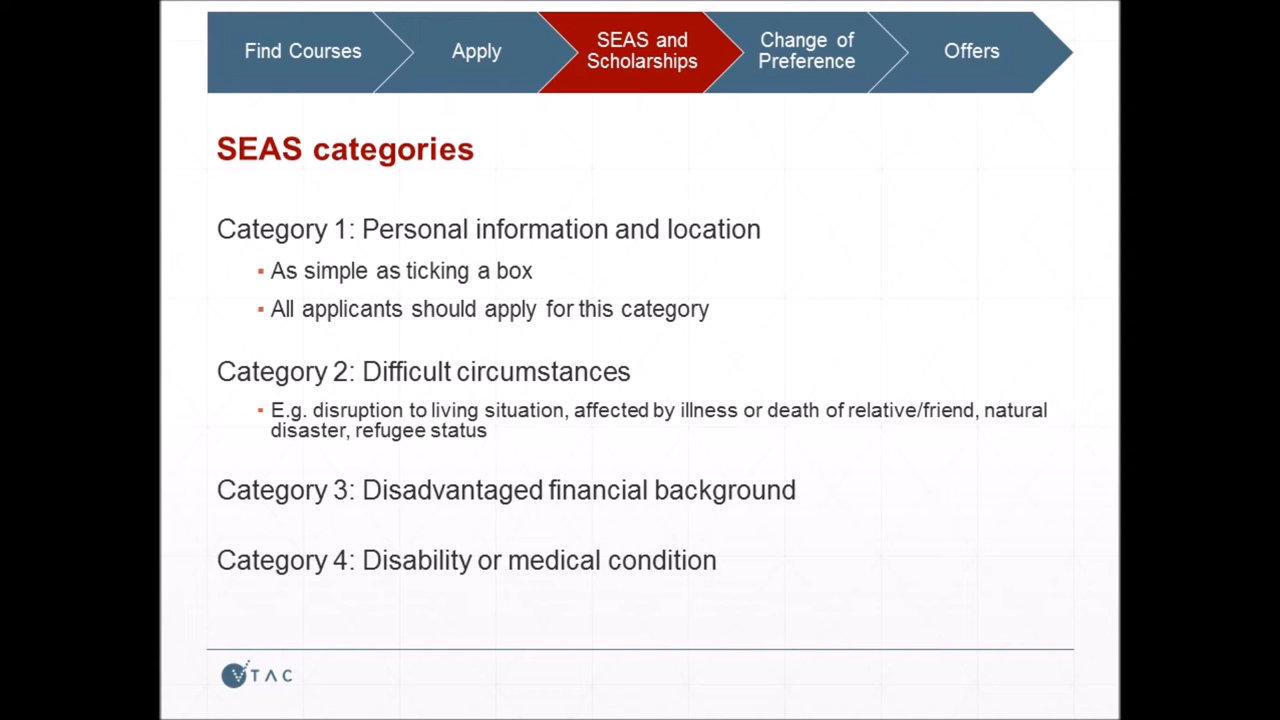 Find Courses
Apply
SEAS and
Scholarships
Change of
Preference
Offers
SEAS categories
Category 1: Personal information and location
▪ As simple as ticking a box
▪ All applicants should apply for this category
Category 2: Difficult circumstances
▪ E.g. disruption to living situation, affected by illness or death of relative/friend, natural
disaster, refugee status
Category 3: Disadvantaged financial background
Category 4: Disability or medical condition
VTAC